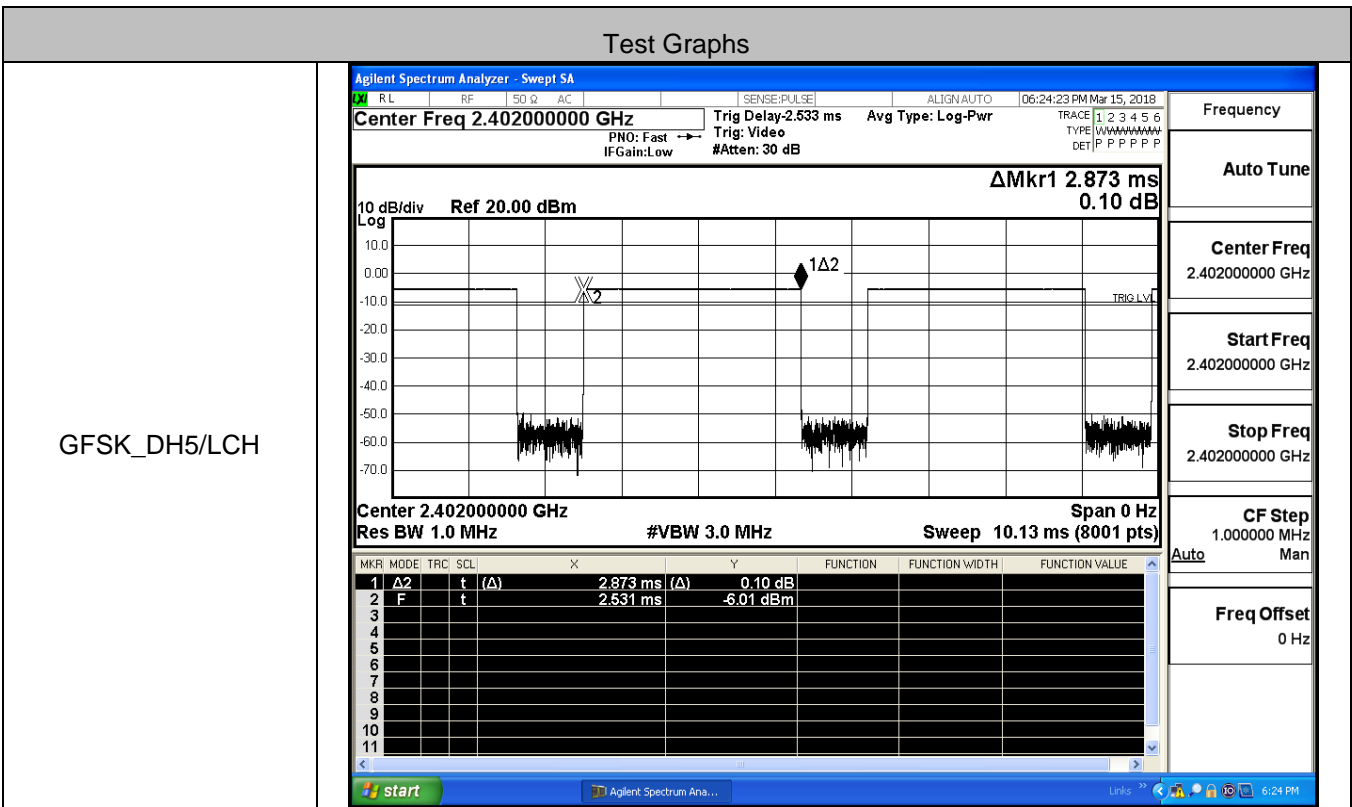 Test Graphs
GFSK_DH5/LCH
Agilent Spectrum Analyzer - Swept SA
LXI RL RF 50 Ω AC SENSE:PULSE ALIGN AUTO 06:24:23 PM Mar 15, 2018
Center Freq 2.402000000 GHz Trig Delay-2.533 ms Avg Type: Log-Pwr TRACE 1 2 3 4 5 6
PNO: Fast Trig: Video TYPE WWWWWW
IFGain:Low #Atten: 30 dB DET P P P P P P
ΔMkr1 2.873 ms
0.10 dB
10 dB/div Ref 20.00 dBm
Log
10.0
0.00
-10.0
-20.0
-30.0
-40.0
-50.0
-60.0
-70.0
1Δ2
2
TRIG LVL
Center 2.402000000 GHz Span 0 Hz
Res BW 1.0 MHz #VBW 3.0 MHz Sweep 10.13 ms (8001 pts)
MKR MODE TRC SCL X Y FUNCTION FUNCTION WIDTH FUNCTION VALUE
1 Δ2 t (Δ) 2.873 ms (Δ) 0.10 dB
2 F t 2.531 ms -6.01 dBm
3
4
5
6
7
8
9
10
11
Frequency
Auto Tune
Center Freq
2.402000000 GHz
Start Freq
2.402000000 GHz
Stop Freq
2.402000000 GHz
CF Step
1.000000 MHz
Auto Man
Freq Offset
0 Hz
start Agilent Spectrum Ana... Links » 6:24 PM